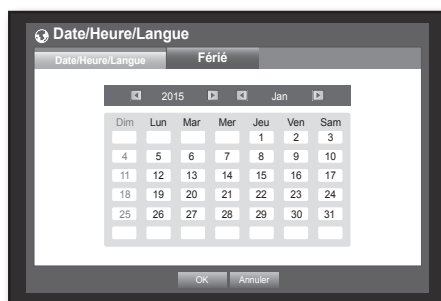 Date/Heure/Langue
Date/Heure/Langue Férié
2015 Jan
Dim Lun Mar Mer Jeu Ven Sam
1 2 3
4 5 6 7 8 9 10
11 12 13 14 15 16 17
18 19 20 21 22 23 24
25 26 27 28 29 30 31
OK Annuler